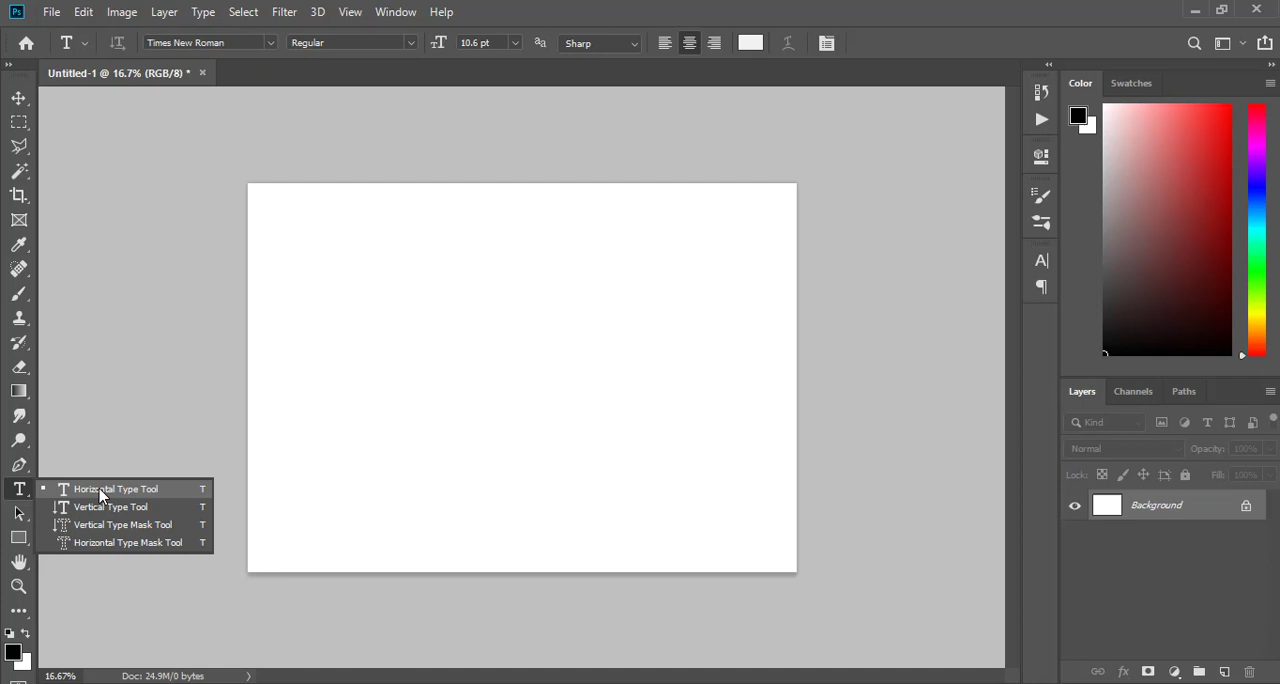 Ps File Edit Image Layer Type Select Filter 3D View Window Help
T Times New Roman Regular 10.6 pt Sharp
Untitled-1 @ 16.7% (RGB/8) * ×
Color Swatches
A|
Layers Channels Paths
Kind
Normal Opacity: 100%
Lock: Fill: 100%
Background
T Horizontal Type Tool T
T Vertical Type Tool T
Vertical Type Mask Tool T
Horizontal Type Mask Tool T
16.67% Doc: 24.9M/0 bytes
fx